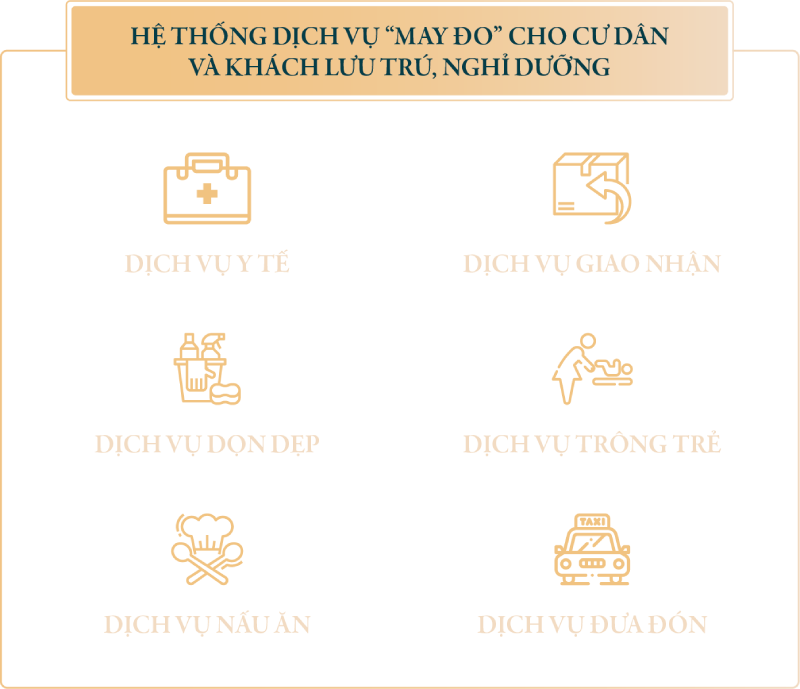 HỆ THỐNG DỊCH VỤ “MAY ĐO” CHO CƯ DÂN
VÀ KHÁCH LƯU TRÚ, NGHỈ DƯỠNG
DỊCH VỤ Y TẾ
DỊCH VỤ GIAO NHẬN
DỊCH VỤ DỌN DẸP
DỊCH VỤ TRÔNG TRẺ
TAXI
DỊCH VỤ NẤU ĂN
DỊCH VỤ ĐƯA ĐÓN